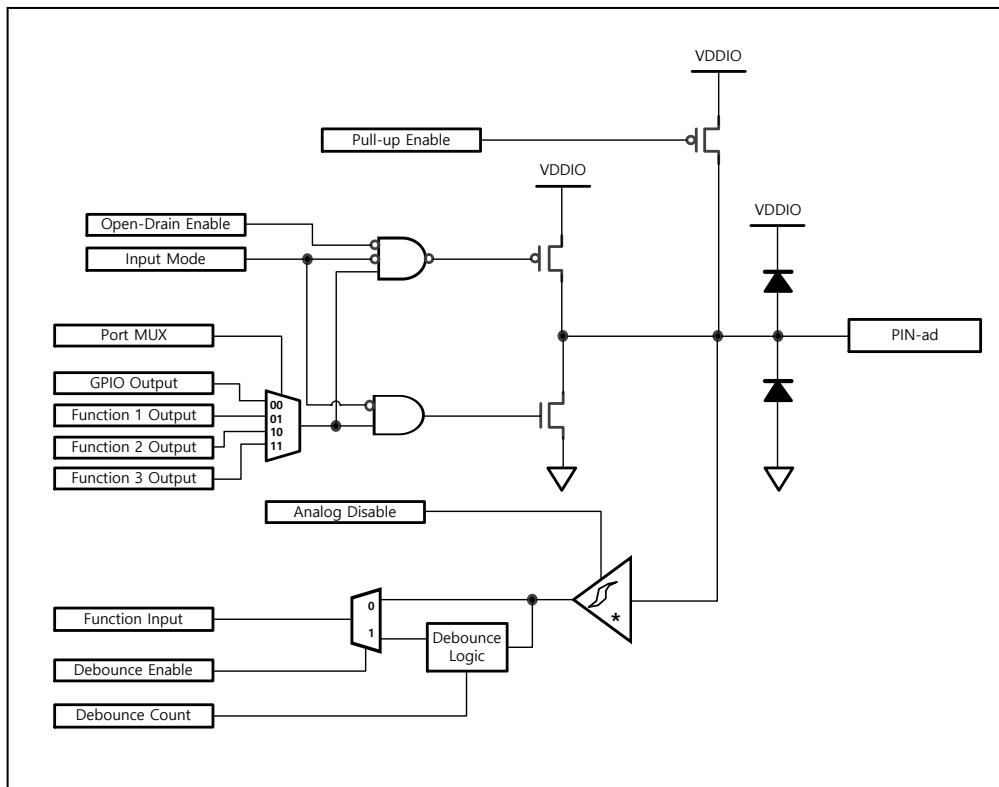 VDDIO
Pull-up Enable
VDDIO
VDDIO
Open-Drain Enable
Input Mode
Port MUX
PIN-ad
GPIO Output
Function 1 Output
Function 2 Output
Function 3 Output
00
01
10
11
Analog Disable
Function Input
0
1
*
Debounce
Logic
Debounce Enable
Debounce Count